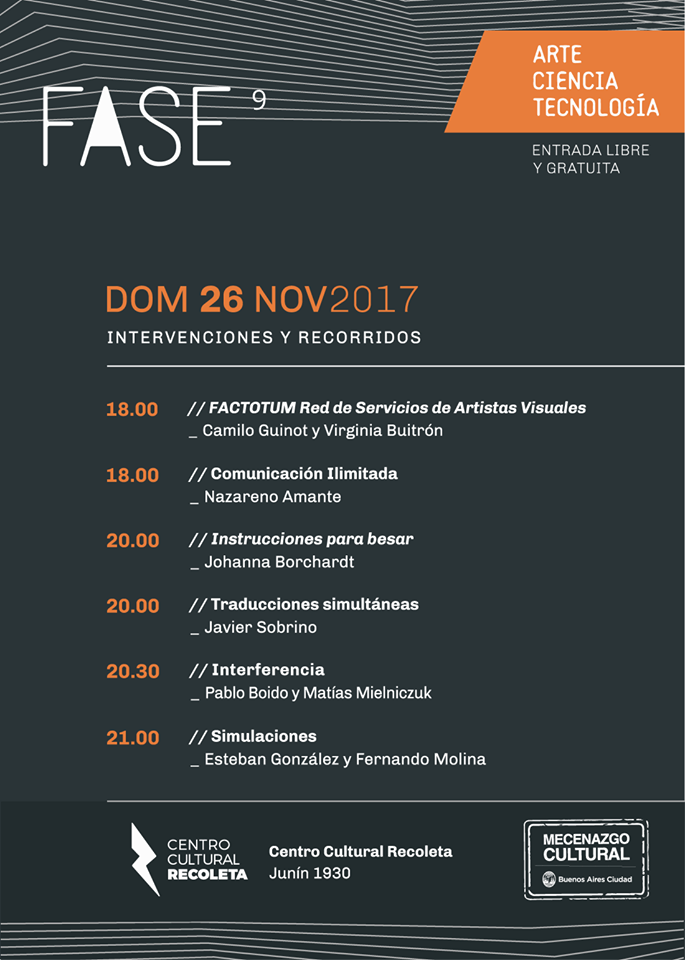 FASE 9
ARTE
CIENCIA
TECNOLOGÍA
ENTRADA LIBRE
Y GRATUITA
DOM 26 NOV2017
INTERVENCIONES Y RECORRIDOS
18.00 // FACTOTUM Red de Servicios de Artistas Visuales
_ Camilo Guinot y Virginia Buitrón
18.00 // Comunicación Ilimitada
_ Nazareno Amante
20.00 // Instrucciones para besar
_ Johanna Borchardt
20.00 // Traducciones simultáneas
_ Javier Sobrino
20.30 // Interferencia
_ Pablo Boido y Matías Mielniczuk
21.00 // Simulaciones
_ Esteban González y Fernando Molina
CENTRO
CULTURAL
RECOLETA
Centro Cultural Recoleta
Junín 1930
MECENAZGO
CULTURAL
Buenos Aires Ciudad